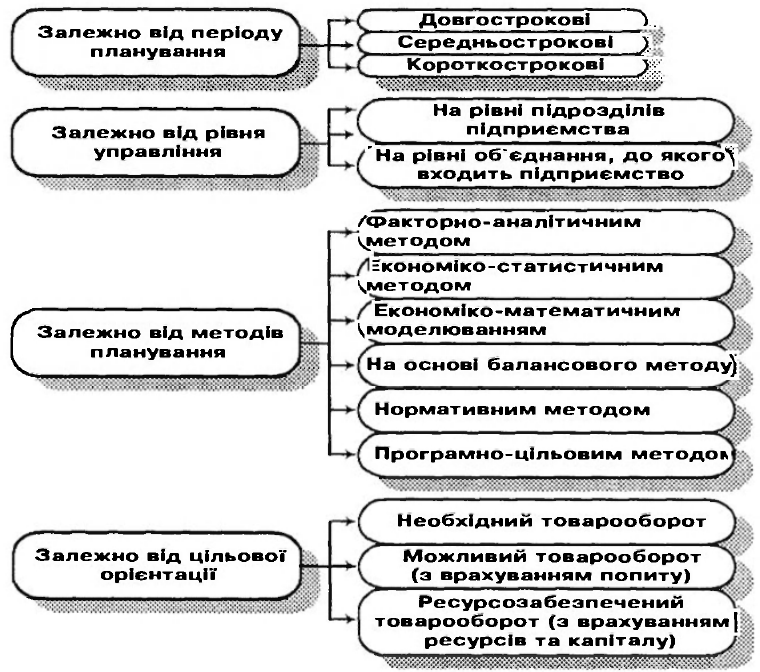 Залежно від періоду
планування
Довгострокові
Середньострокові
Короткострокові
Залежно від рівня
управління
На рівні підрозділів
підприємства
На рівні об`єднання, до якого
входить підприємство
Залежно від методів
планування
Факторно-аналітичним
методом
Економіко-статистичним
методом
Економіко-математичним
моделюванням
На основі балансового методу
Нормативним методом
Програмно-цільовим методом
Залежно від цільової
орієнтації
Необхідний товарооборот
Можливий товарооборот
(з врахуванням попиту)
Ресурсозабезпечений
товарооборот (з врахуванням
ресурсів та капіталу)